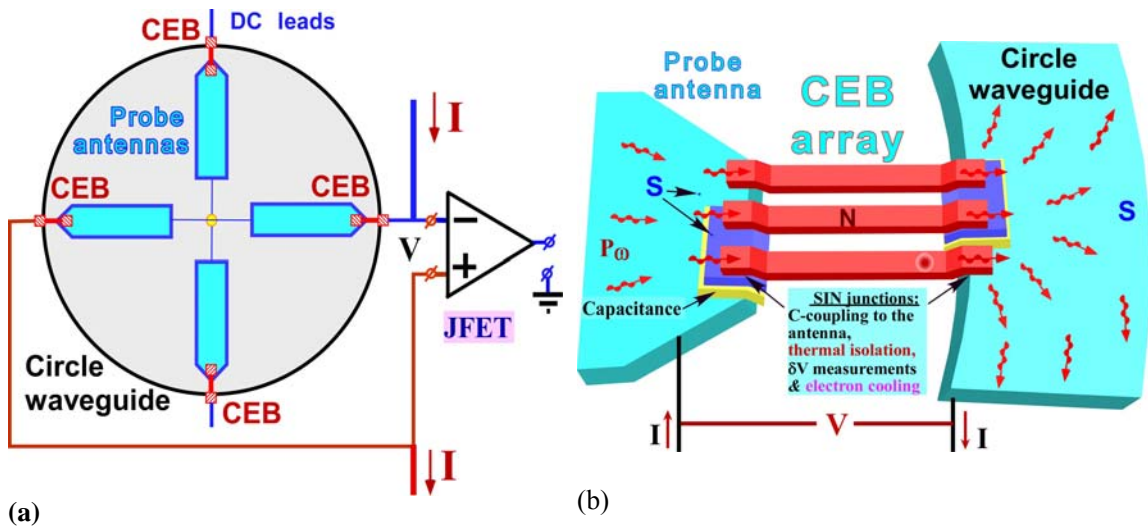 CEB
DC leads
Probe
antennas
CEB
CEB
I
V
−
+
JFET
Circle
waveguide
CEB
I
(a)
Probe
antenna
CEB
array
Circle
waveguide
S
S
N
Pω
Capacitance
SIN junctions:
C-coupling to the
antenna,
thermal isolation,
δV measurements
& electron cooling
I
V
I
(b)